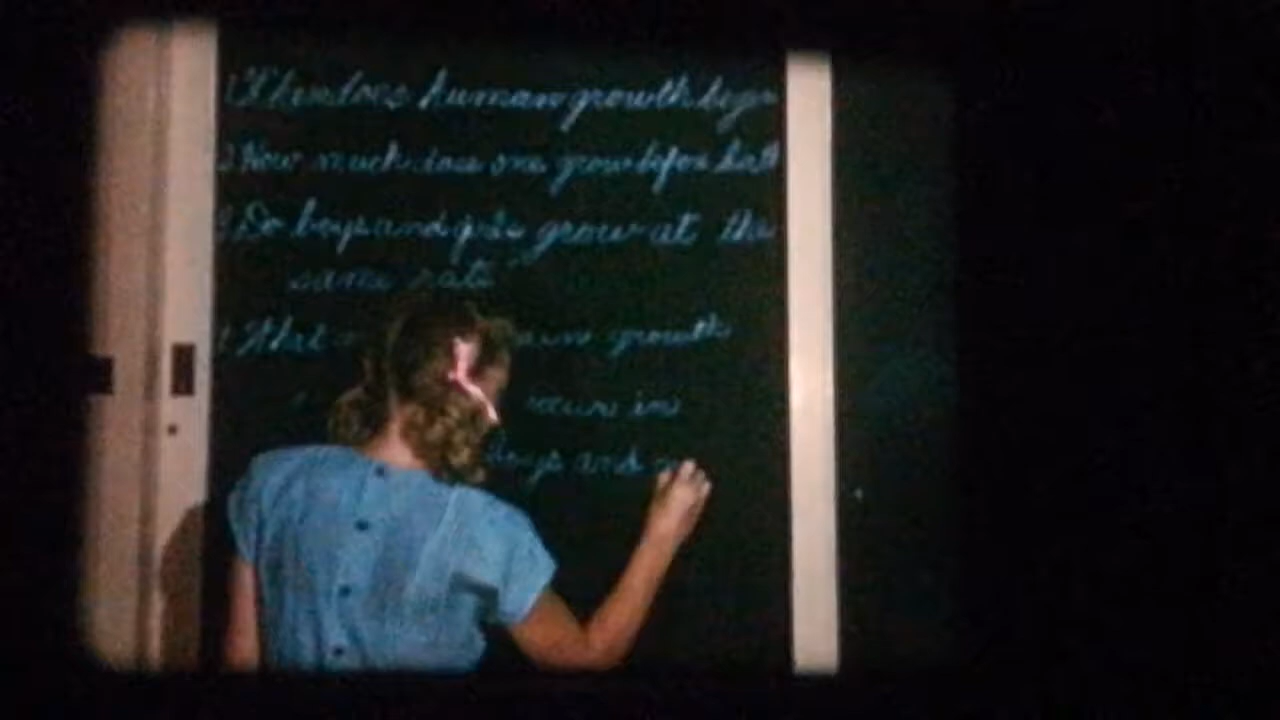 1. When does human growth begin
2. How much does one grow before birth
3. Do boys and girls grow at the
same rate
4. What in growth
occurs in
boys and